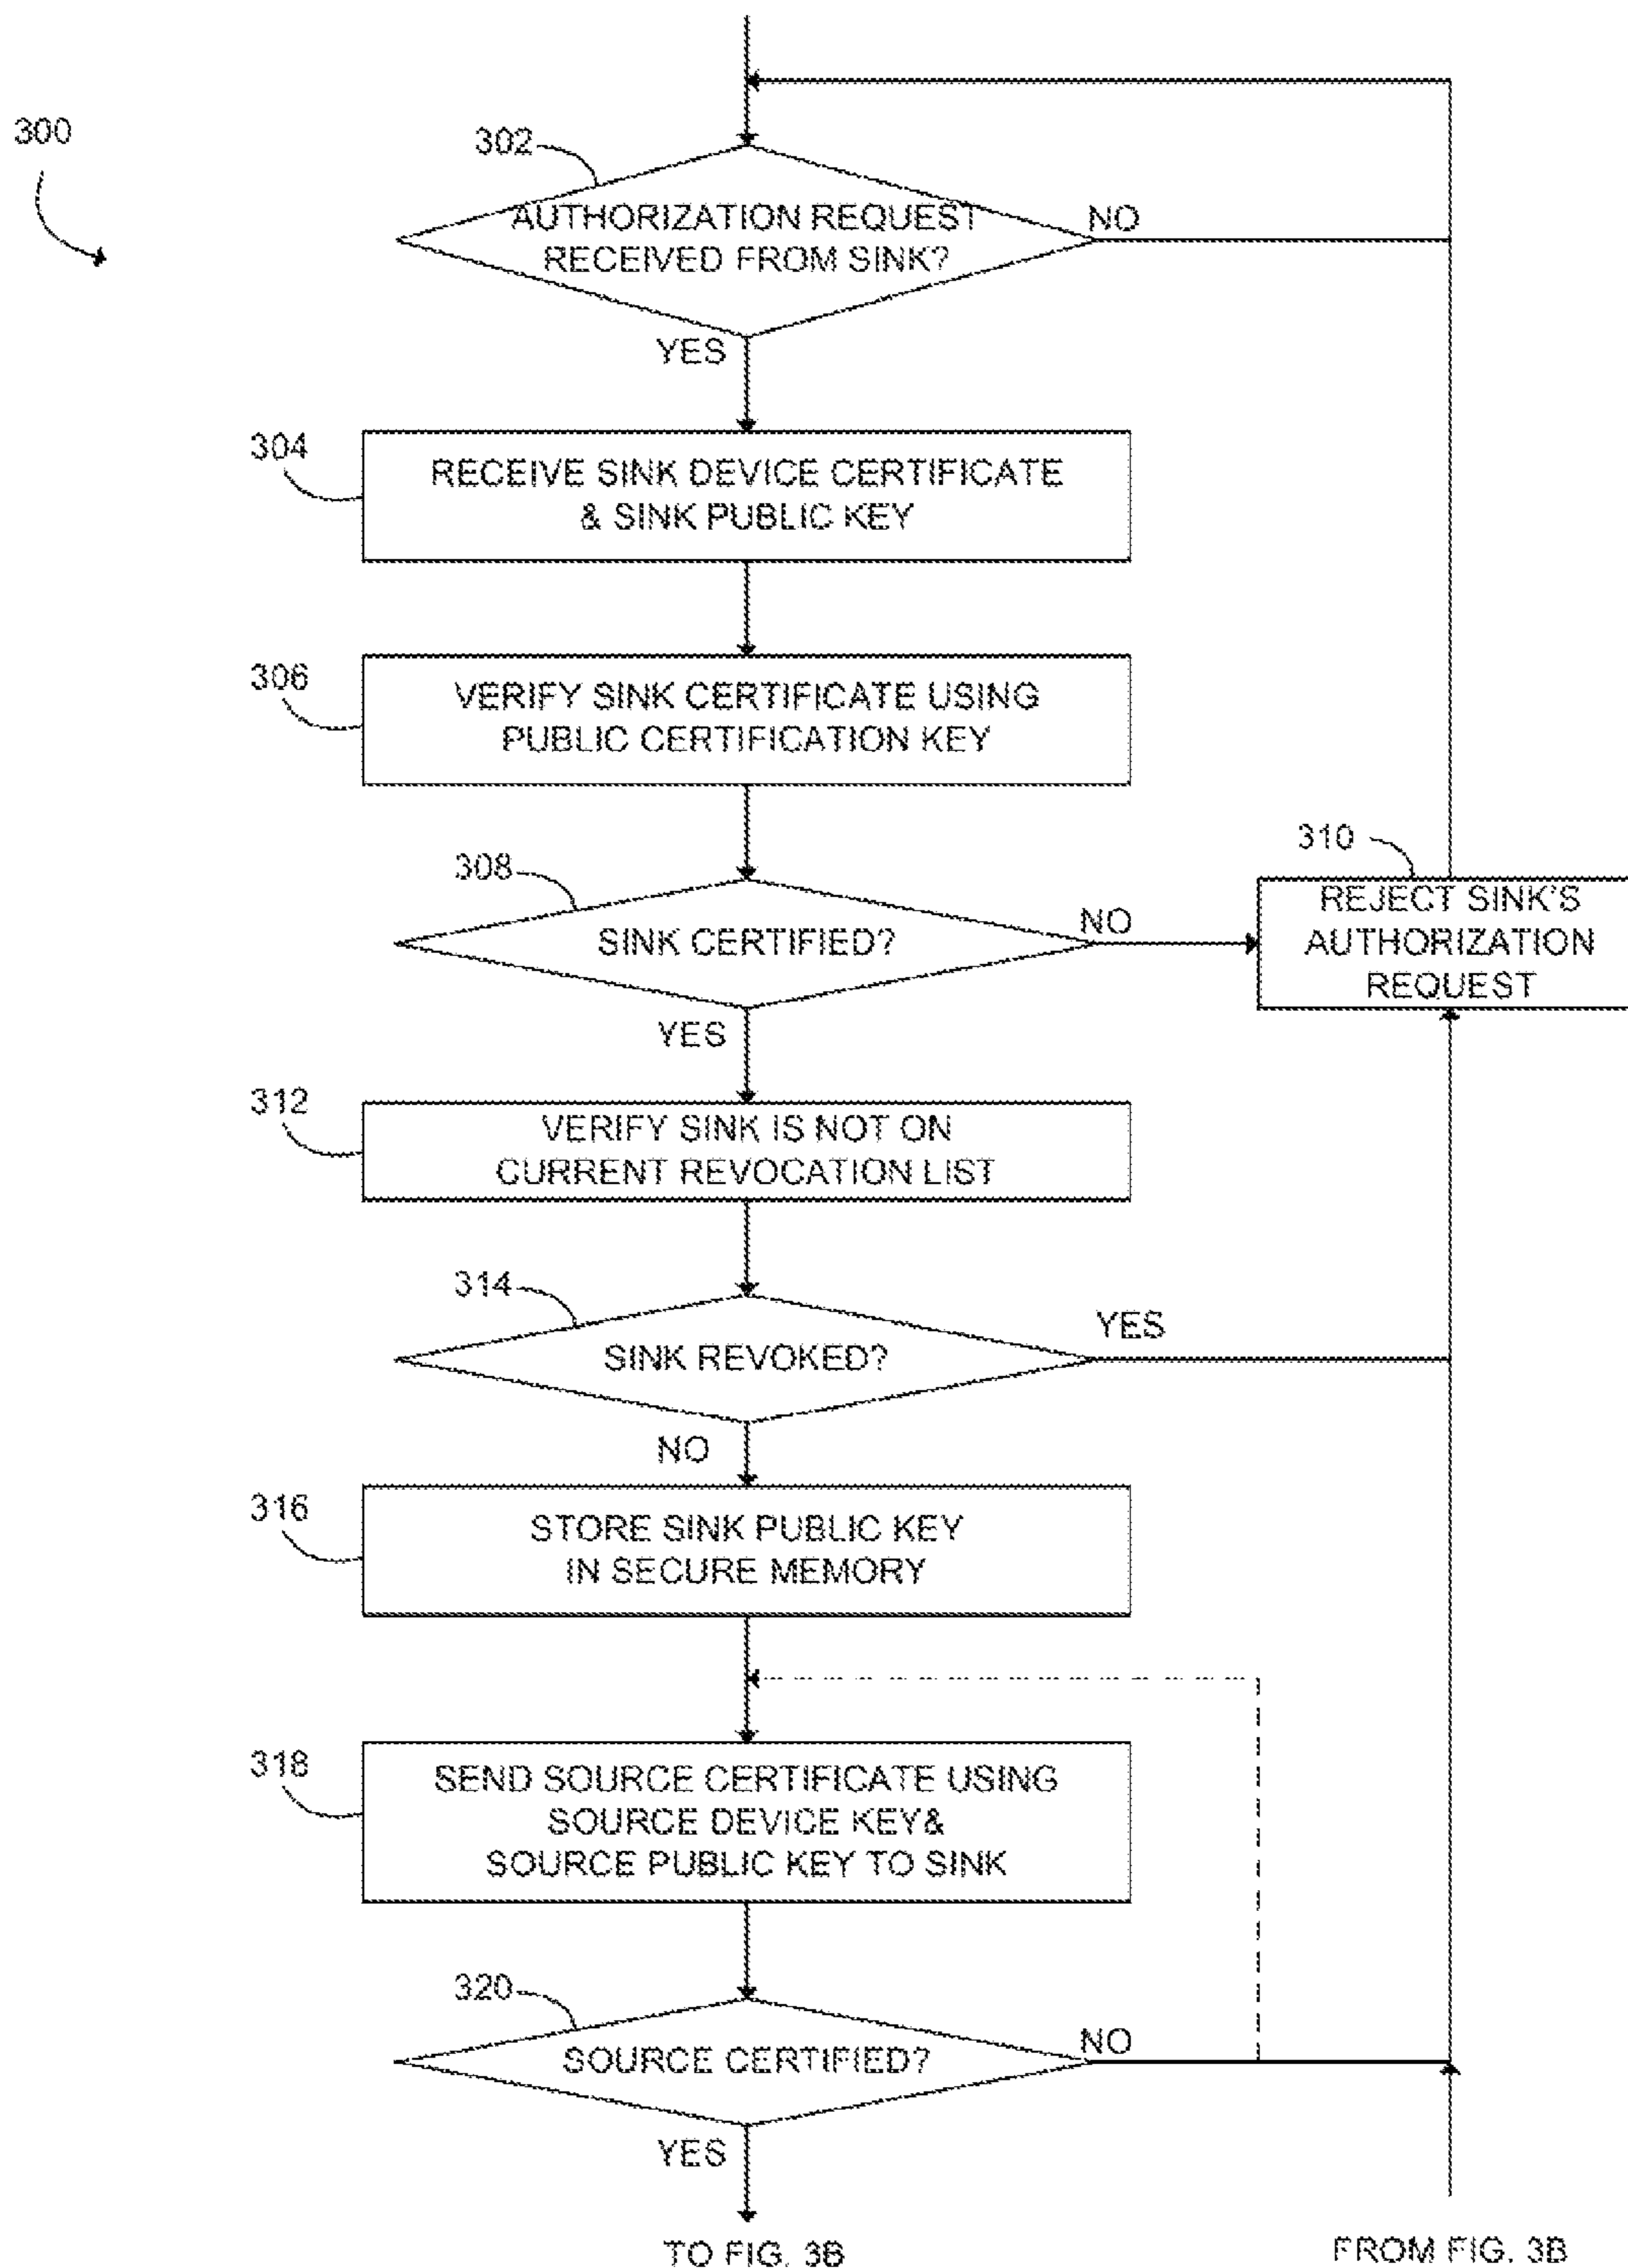 300
302
AUTHORIZATION REQUEST
RECEIVED FROM SINK?
NO
YES
304
RECEIVE SINK DEVICE CERTIFICATE
& SINK PUBLIC KEY
306
VERIFY SINK CERTIFICATE USING
PUBLIC CERTIFICATION KEY
308
SINK CERTIFIED?
NO
310
REJECT SINK'S
AUTHORIZATION
REQUEST
YES
312
VERIFY SINK IS NOT ON
CURRENT REVOCATION LIST
314
SINK REVOKED?
YES
NO
316
STORE SINK PUBLIC KEY
IN SECURE MEMORY
318
SEND SOURCE CERTIFICATE USING
SOURCE DEVICE KEY&
SOURCE PUBLIC KEY TO SINK
320
SOURCE CERTIFIED?
NO
YES
TO FIG. 3B
FROM FIG. 3B